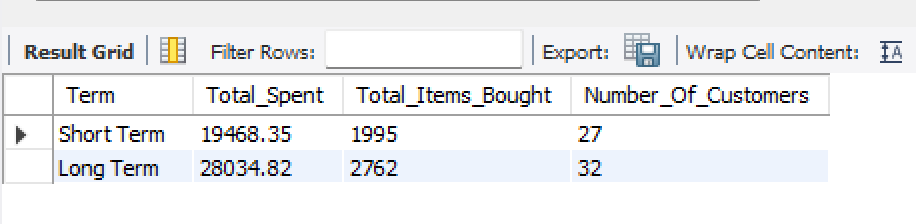 Result Grid Filter Rows: Export: Wrap Cell Content: IA
Term Total_Spent Total_Items_Bought Number_Of_Customers
Short Term 19468.35 1995 27
Long Term 28034.82 2762 32